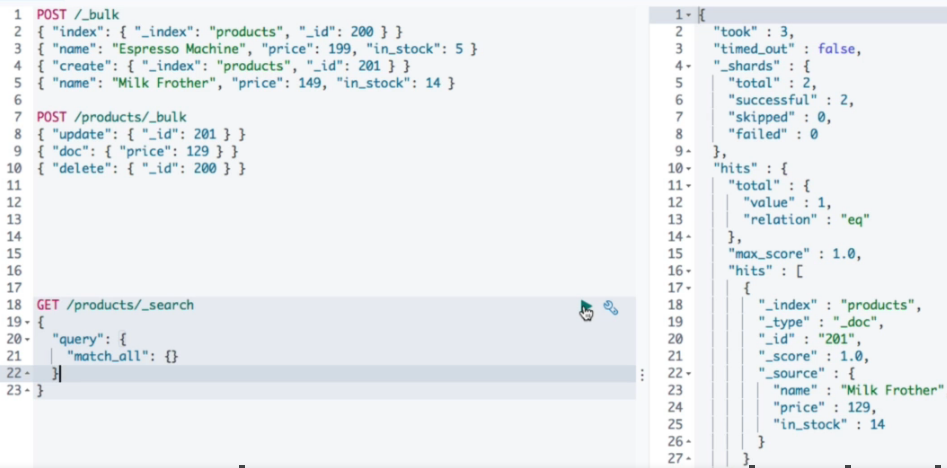 1 POST /_bulk
2 { "index": { "_index": "products", "_id": 200 } }
3 { "name": "Espresso Machine", "price": 199, "in_stock": 5 }
4 { "create": { "_index": "products", "_id": 201 } }
5 { "name": "Milk Frother", "price": 149, "in_stock": 14 }
6
7 POST /products/_bulk
8 { "update": { "_id": 201 } }
9 { "doc": { "price": 129 } }
10 { "delete": { "_id": 200 } }
11
12
13
14
15
16
17
18 GET /products/_search
19 {
20 "query": {
21 "match_all": {}
22 }
23 }
1 {
2 "took" : 3,
3 "timed_out" : false,
4 "_shards" : {
5 "total" : 2,
6 "successful" : 2,
7 "skipped" : 0,
8 "failed" : 0
9 },
10 "hits" : {
11 "total" : {
12 "value" : 1,
13 "relation" : "eq"
14 },
15 "max_score" : 1.0,
16 "hits" : [
17 {
18 "_index" : "products",
19 "_type" : "_doc",
20 "_id" : "201",
21 "_score" : 1.0,
22 "_source" : {
23 "name" : "Milk Frother"
24 "price" : 129,
25 "in_stock" : 14
26 }
27 }